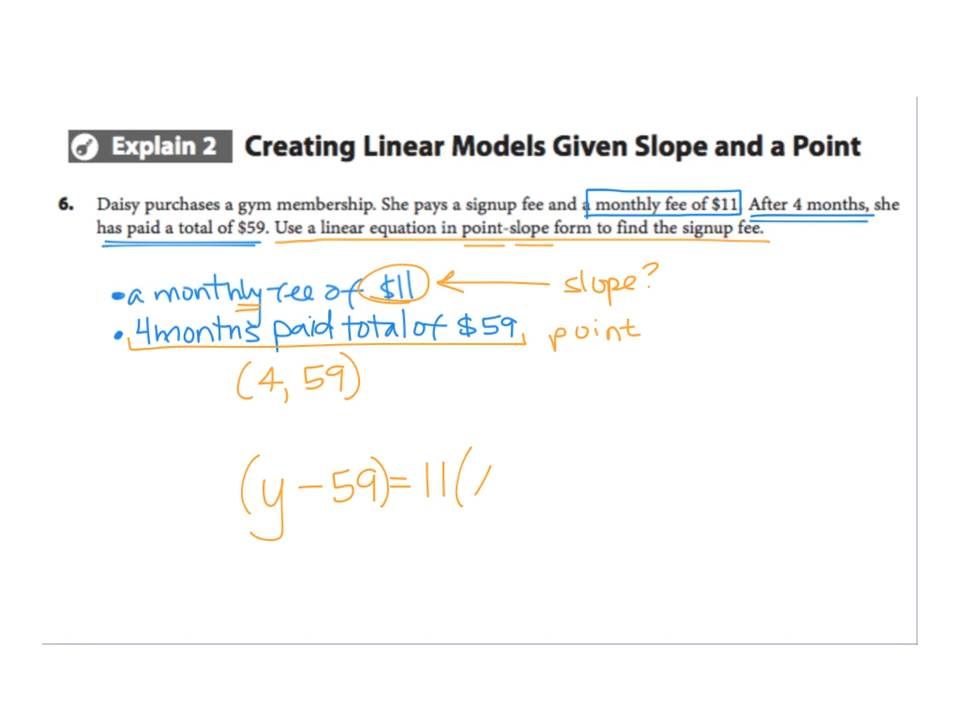 Explain 2 Creating Linear Models Given Slope and a Point
6. Daisy purchases a gym membership. She pays a signup fee and a monthly fee of $11. After 4 months, she
has paid a total of $59. Use a linear equation in point-slope form to find the signup fee.
• a monthly fee of $11 slope?
• 4 months paid total of $59, point
(4, 59)
(y - 59) = 11(